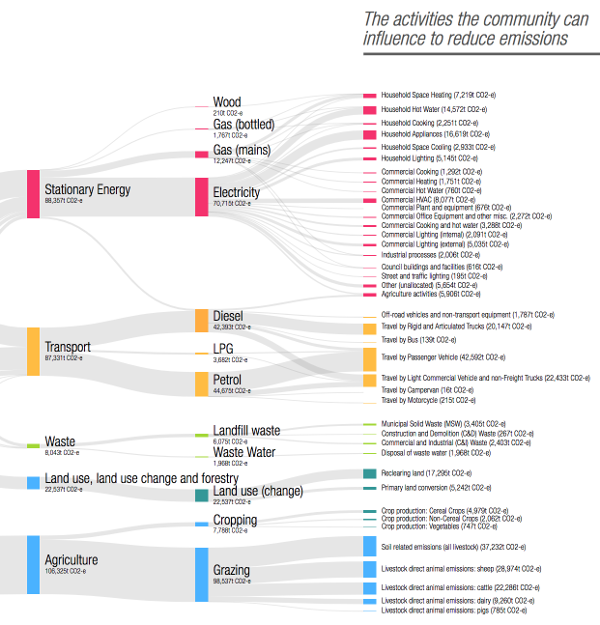 The activities the community can
influence to reduce emissions
Stationary Energy
88,357t CO2-e
Transport
87,331t CO2-e
Waste
8,043t CO2-e
Land use, land use change and forestry
22,537t CO2-e
Agriculture
106,325t CO2-e
Wood
210t CO2-e
Gas (bottled)
1,767t CO2-e
Gas (mains)
12,247t CO2-e
Electricity
70,715t CO2-e
Diesel
42,393t CO2-e
LPG
3,682t CO2-e
Petrol
44,675t CO2-e
Landfill waste
6,075t CO2-e
Waste Water
1,968t CO2-e
Land use (change)
22,537t CO2-e
Cropping
7,788t CO2-e
Grazing
98,537t CO2-e
Household Space Heating (7,219t CO2-e)
Household Hot Water (14,572t CO2-e)
Household Cooking (2,251t CO2-e)
Household Appliances (16,619t CO2-e)
Household Space Cooling (2,933t CO2-e)
Household Lighting (5,145t CO2-e)
Commercial Cooking (1,292t CO2-e)
Commercial Heating (1,751t CO2-e)
Commercial Hot Water (760t CO2-e)
Commercial HVAC (8,077t CO2-e)
Commercial Plant and equipment (676t CO2-e)
Commercial Office Equipment and other misc. (2,272t CO2-e)
Commercial Cooking and hot water (3,288t CO2-e)
Commercial Lighting (internal) (2,091t CO2-e)
Commercial Lighting (external) (5,035t CO2-e)
Industrial processes (2,006t CO2-e)
Council buildings and facilities (616t CO2-e)
Street and traffic lighting (195t CO2-e)
Other (unallocated) (5,654t CO2-e)
Agriculture activities (5,906t CO2-e)
Off-road vehicles and non-transport equipment (1,787t CO2-e)
Travel by Rigid and Articulated Trucks (20,147t CO2-e)
Travel by Bus (139t CO2-e)
Travel by Passenger Vehicle (42,592t CO2-e)
Travel by Light Commercial Vehicle and non-Freight Trucks (22,433t CO2-e)
Travel by Campervan (16t CO2-e)
Travel by Motorcycle (215t CO2-e)
Municipal Solid Waste (MSW) (3,405t CO2-e)
Construction and Demolition (C&D) Waste (267t CO2-e)
Commercial and Industrial (C&I) Waste (2,403t CO2-e)
Disposal of waste water (1,968t CO2-e)
Reclearing land (17,295t CO2-e)
Primary land conversion (5,242t CO2-e)
Crop production: Cereal Crops (4,979t CO2-e)
Crop production: Non-Cereal Crops (2,062t CO2-e)
Crop production: Vegetables (747t CO2-e)
Soil related emissions (all livestock) (37,232t CO2-e)
Livestock direct animal emissions: sheep (28,974t CO2-e)
Livestock direct animal emissions: cattle (22,286t CO2-e)
Livestock direct animal emissions: dairy (9,260t CO2-e)
Livestock direct animal emissions: pigs (785t CO2-e)